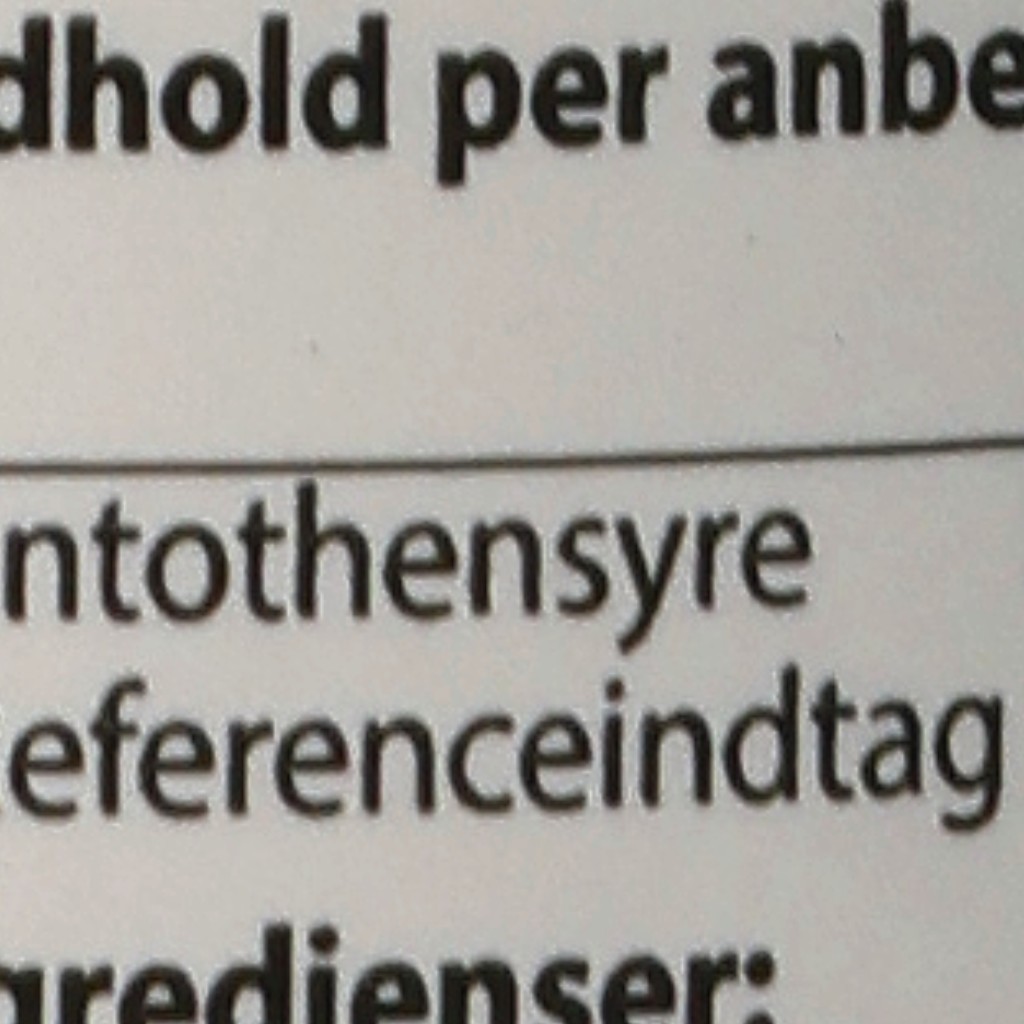 dhold per anbe
ntothensyre
eferenceindtag
gredienser: